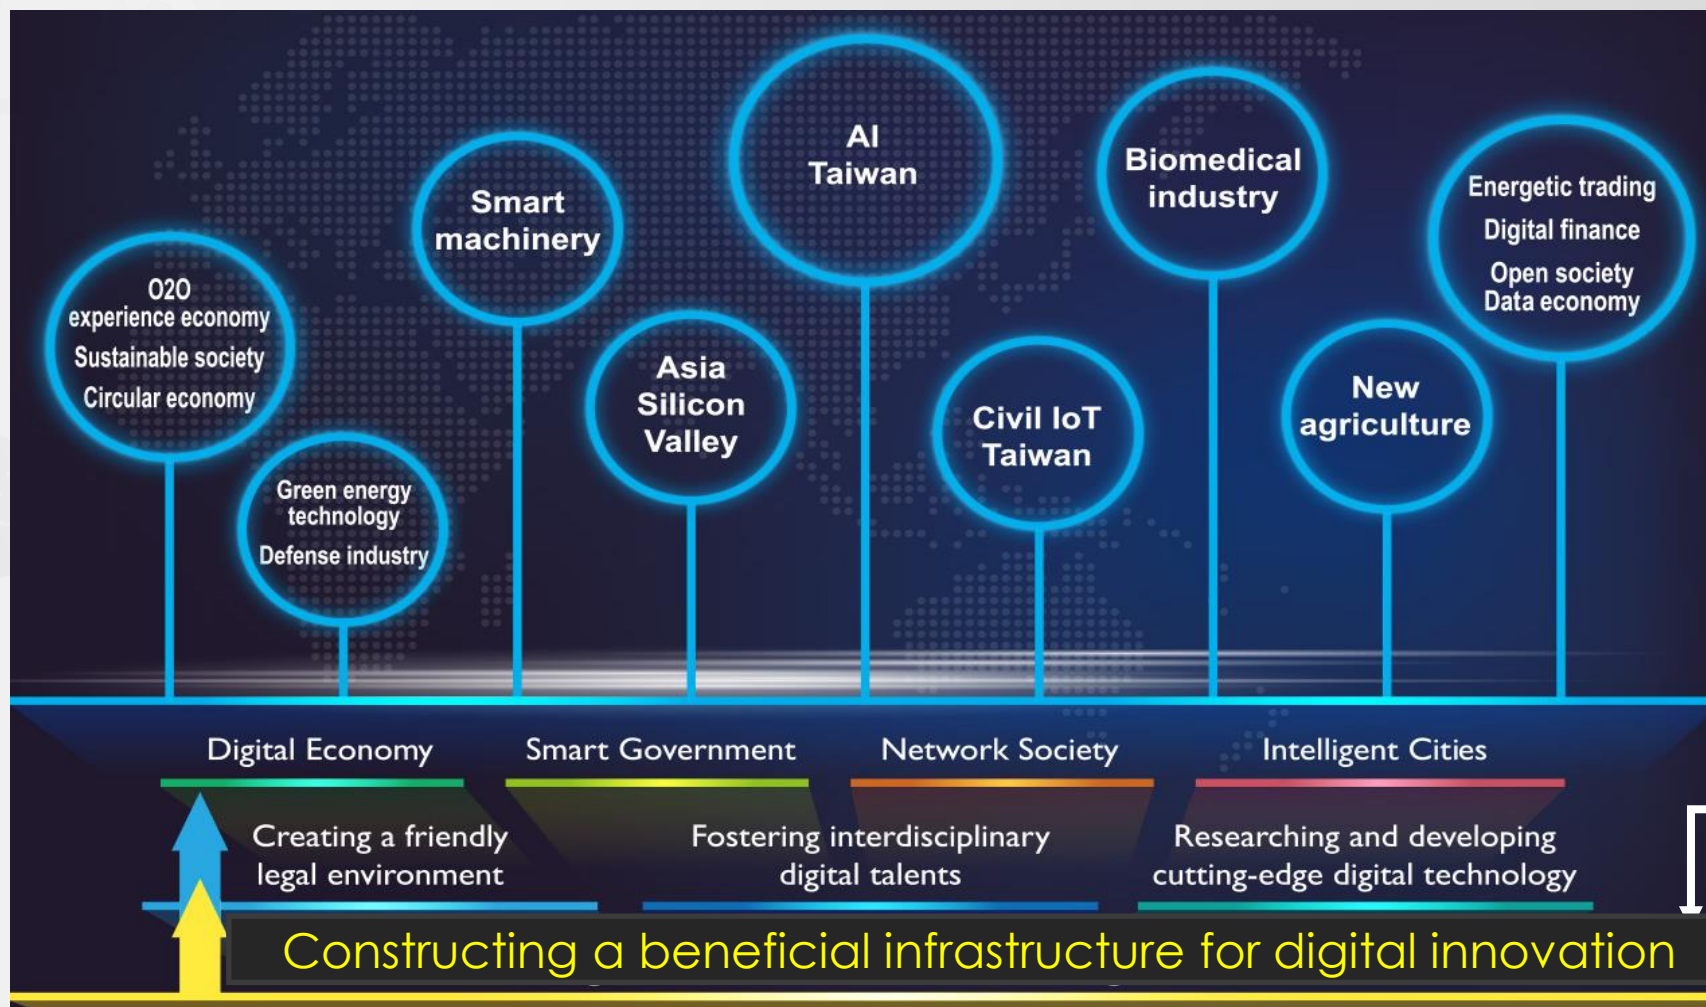 O2O
experience economy
Sustainable society
Circular economy
Green energy
technology
Defense industry
Smart
machinery
Asia
Silicon
Valley
AI
Taiwan
Civil IoT
Taiwan
Biomedical
industry
New
agriculture
Energetic trading
Digital finance
Open society
Data economy
Digital Economy
Smart Government
Network Society
Intelligent Cities
Creating a friendly
legal environment
Fostering interdisciplinary
digital talents
Researching and developing
cutting-edge digital technology
Constructing a beneficial infrastructure for digital innovation